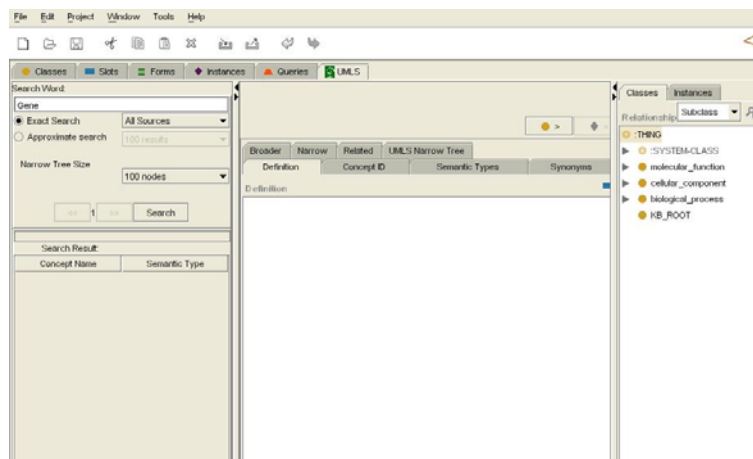 File Edit Project Window Tools Help
Classes Slots Forms Instances Queries UMLS
Search Word:
Gene
Exact Search All Sources
Approximate search 100 results
Narrow Tree Size
100 nodes
<< 1 >> Search
Search Result:
Concept Name Semantic Type
Broader Narrow Related UMLS Narrow Tree
Definition Concept ID Semantic Types Synonyms
Definition
Classes Instances
Relationship Subclass
:THING
:SYSTEM-CLASS
molecular_function
cellular_component
biological_process
KB_ROOT